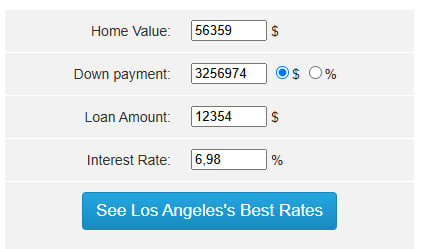 Home Value: 56359 $
Down payment: 3256974 $ %
Loan Amount: 12354 $
Interest Rate: 6,98 %
See Los Angeles's Best Rates